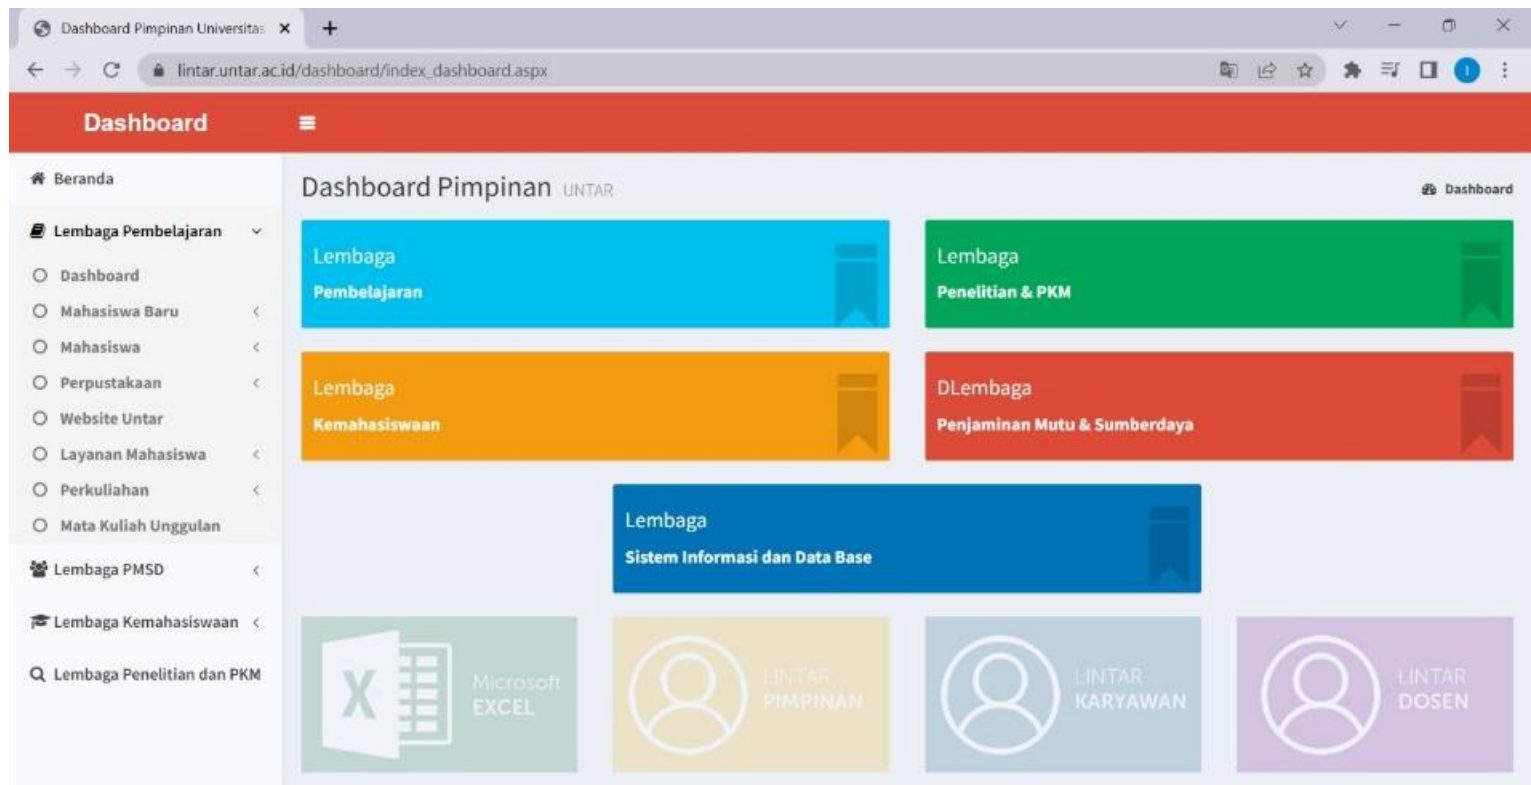 Dashboard Pimpinan Universitas
lintar.untar.ac.id/dashboard/index_dashboard.aspx
Dashboard
Beranda
Lembaga Pembelajaran
Dashboard
Mahasiswa Baru
Mahasiswa
Perpustakaan
Website Untar
Layanan Mahasiswa
Perkuliahan
Mata Kuliah Unggulan
Lembaga PMSD
Lembaga Kemahasiswaan
Lembaga Penelitian dan PKM
Dashboard Pimpinan UNTAR
Dashboard
Lembaga
Pembelajaran
Lembaga
Penelitian & PKM
Lembaga
Kemahasiswaan
DLembaga
Penjaminan Mutu & Sumberdaya
Lembaga
Sistem Informasi dan Data Base
X
Microsoft
EXCEL
LINTAR
PIMPINAN
LINTAR
KARYAWAN
LINTAR
DOSEN